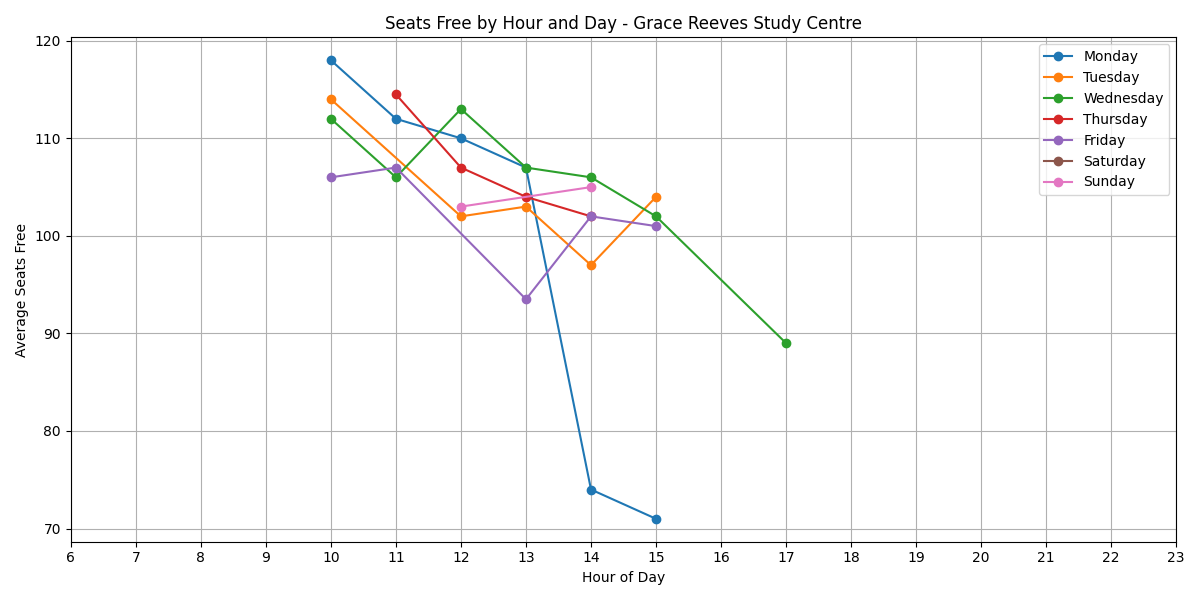 Seats Free by Hour and Day - Grace Reeves Study Centre
120
110
100
90
80
70
Average Seats Free
Monday
Tuesday
Wednesday
Thursday
Friday
Saturday
Sunday
6 7 8 9 10 11 12 13 14 15 16 17 18 19 20 21 22 23
Hour of Day